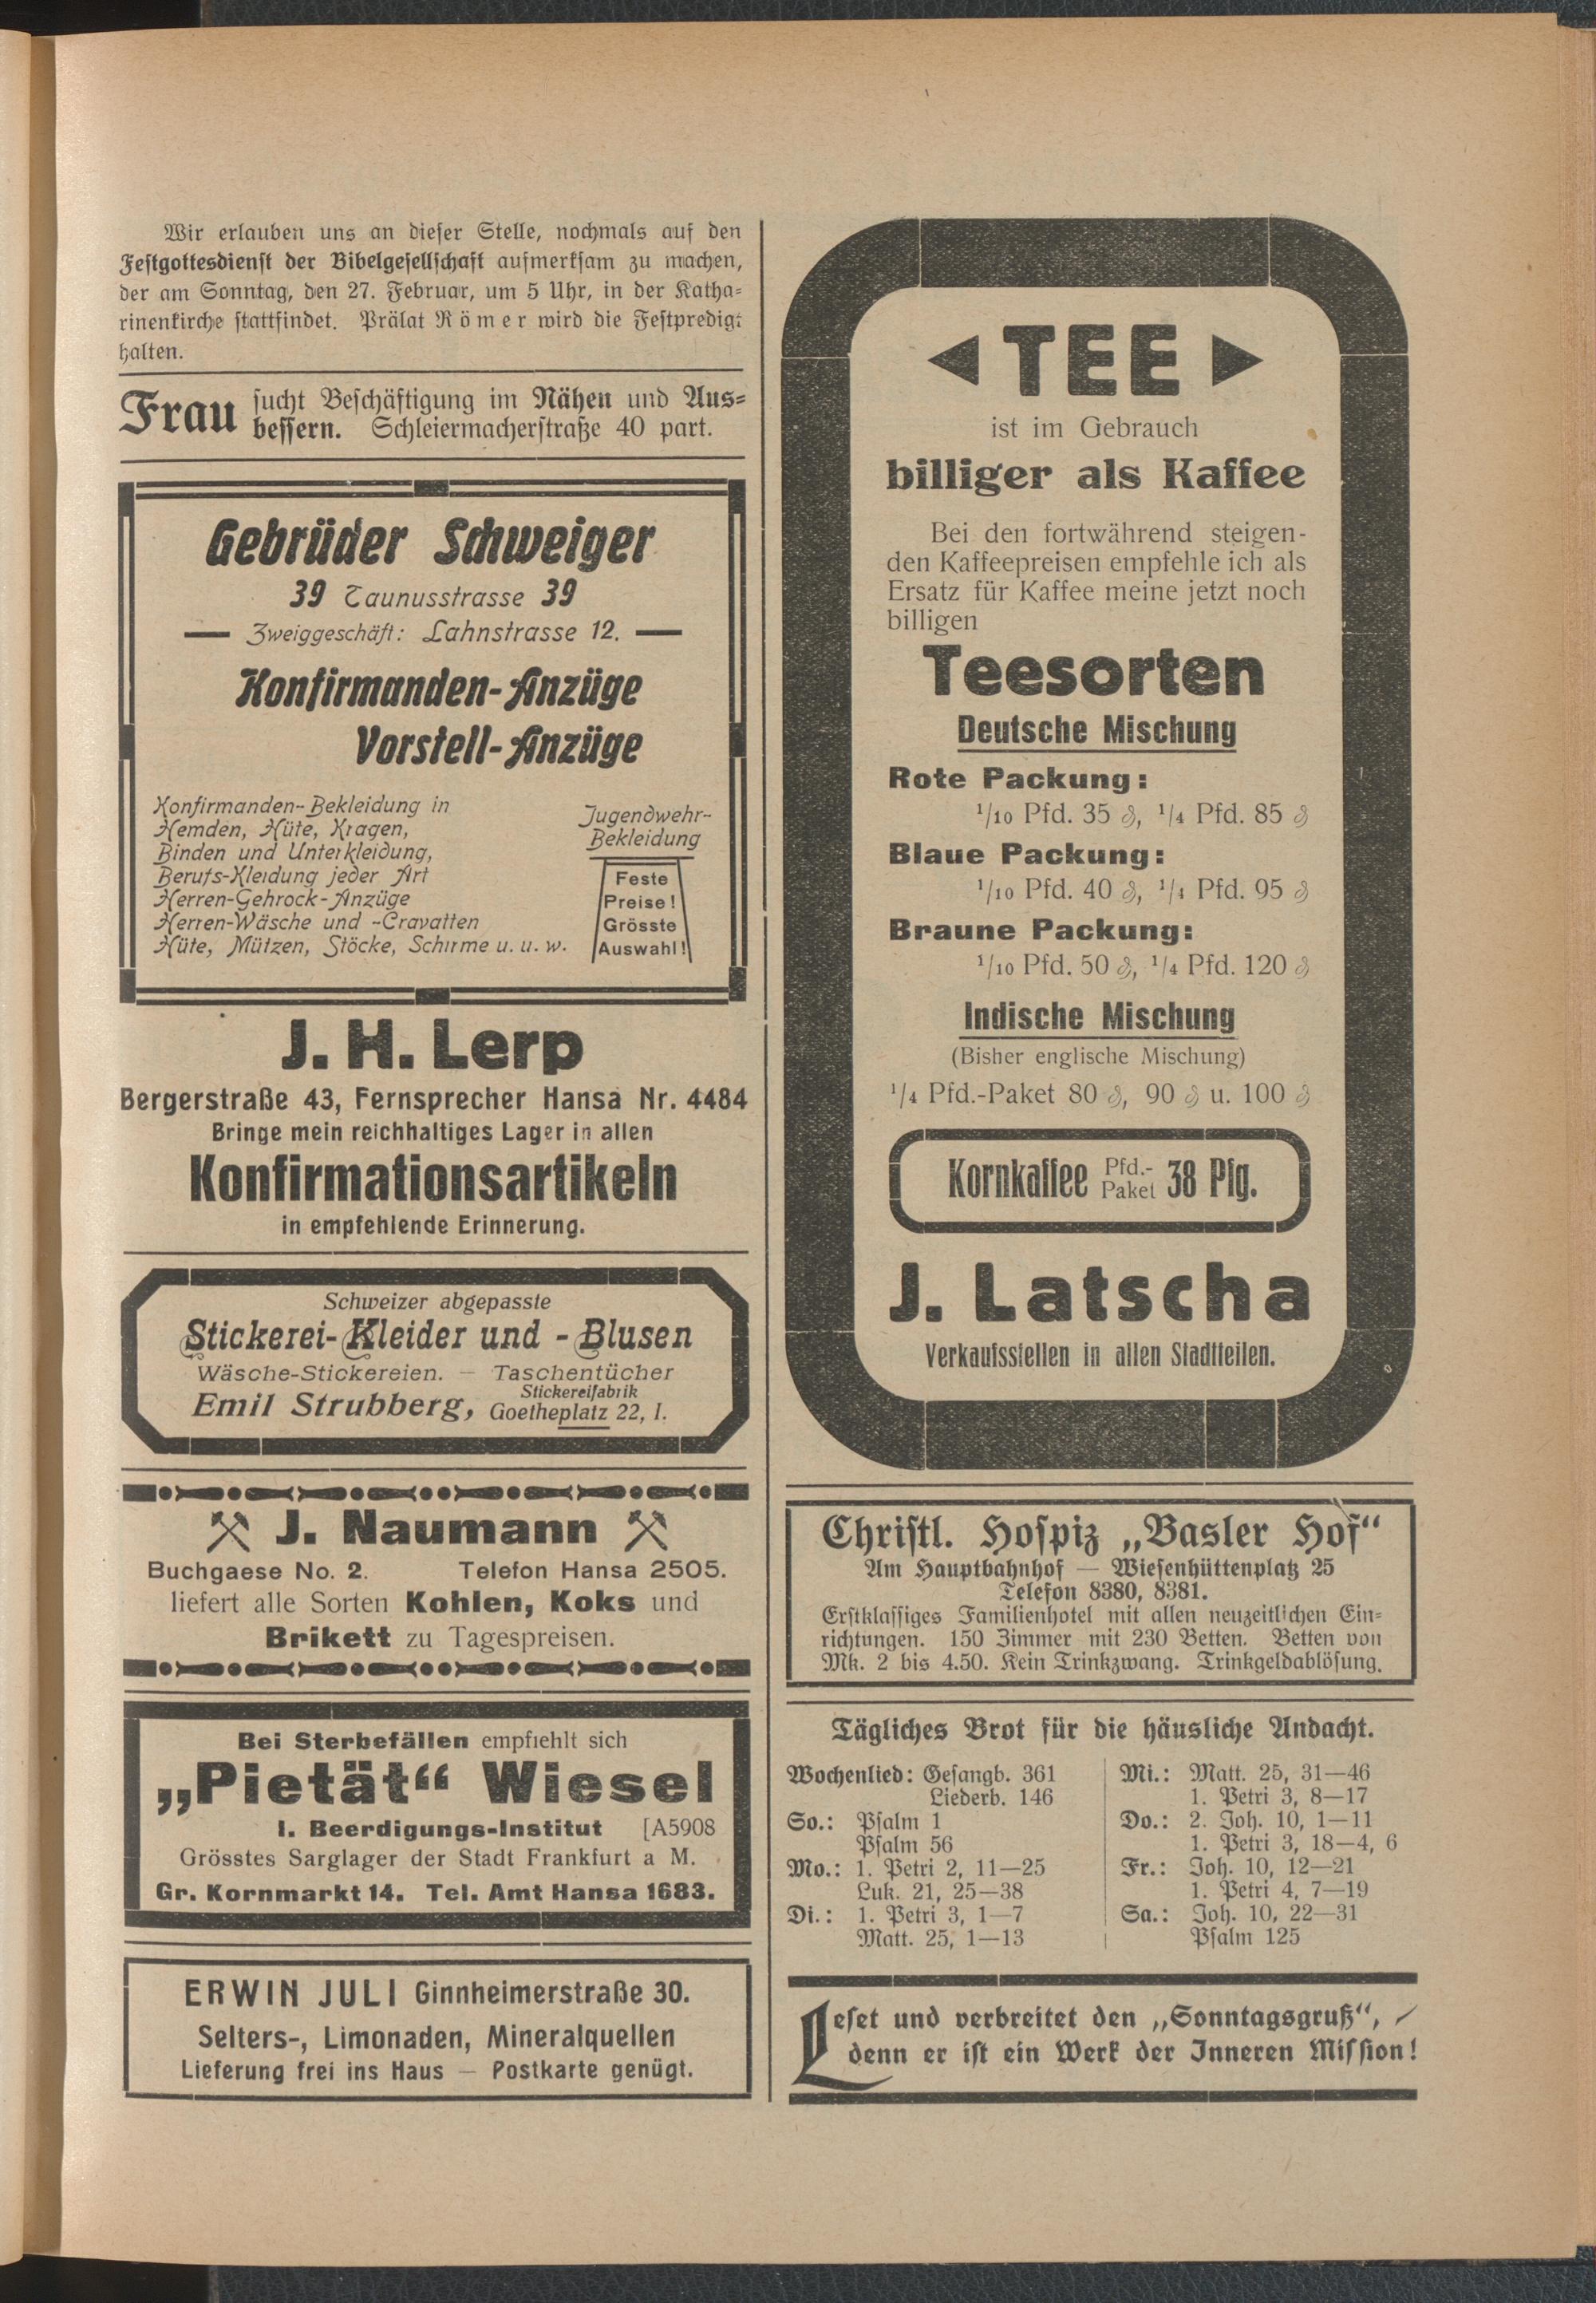 Wir erlauben uns an dieser Stelle, nochmals auf den
Festgottesdienst der Bibelgesellschaft aufmerksam zu machen,
der am Sonntag, den 27. Februar, um 5 Uhr, in der Katha-
rinenkirche stattfindet. Prälat Römer wird die Festpredigt
halten.
Frau sucht Beschäftigung im Nähen und Aus-
bessern. Schleiermacherstraße 40 part.
Gebrüder Schweiger
39 Taunusstrasse 39
— Zweiggeschäft: Lahnstrasse 12. —
Konfirmanden-Anzüge
Vorstell-Anzüge
Konfirmanden-Bekleidung in
Hemden, Hüte, Kragen,
Binden und Unterkleidung,
Berufs-Kleidung jeder Art
Herren-Gehrock-Anzüge
Herren-Wäsche und -Cravatten
Hüte, Mützen, Stöcke, Schirme u. u. w.
Jugendwehr-
Bekleidung
Feste
Preise!
Grösste
Auswahl!
J. H. Lerp
Bergerstraße 43, Fernsprecher Hansa Nr. 4484
Bringe mein reichhaltiges Lager in allen
Konfirmationsartikeln
in empfehlende Erinnerung.
Schweizer abgepasste
Stickerei-Kleider und -Blusen
Wäsche-Stickereien. — Taschentücher
Emil Strubberg, Stickereifabrik
Goetheplatz 22, I.
J. Naumann
Buchgaese No. 2. Telefon Hansa 2505.
liefert alle Sorten Kohlen, Koks und
Brikett zu Tagespreisen.
Bei Sterbefällen empfiehlt sich
„Pietät“ Wiesel
I. Beerdigungs-Institut [A5908
Grösstes Sarglager der Stadt Frankfurt a M.
Gr. Kornmarkt 14. Tel. Amt Hansa 1683.
ERWIN JULI Ginnheimerstraße 30.
Selters-, Limonaden, Mineralquellen
Lieferung frei ins Haus — Postkarte genügt.
◄ TEE ►
ist im Gebrauch
billiger als Kaffee
Bei den fortwährend steigen-
den Kaffeepreisen empfehle ich als
Ersatz für Kaffee meine jetzt noch
billigen
Teesorten
Deutsche Mischung
Rote Packung:
1/10 Pfd. 35 ₰, 1/4 Pfd. 85 ₰
Blaue Packung:
1/10 Pfd. 40 ₰, 1/4 Pfd. 95 ₰
Braune Packung:
1/10 Pfd. 50 ₰, 1/4 Pfd. 120 ₰
Indische Mischung
(Bisher englische Mischung)
1/4 Pfd.-Paket 80 ₰, 90 ₰ u. 100 ₰
Kornkaffee Pfd.-Paket 38 Pfg.
J. Latscha
Verkaufsstellen in allen Stadtteilen.
Christl. Hospiz „Basler Hof“
Am Hauptbahnhof — Wiesenhüttenplatz 25
Telefon 8380, 8381.
Erstklassiges Familienhotel mit allen neuzeitlichen Ein-
richtungen. 150 Zimmer mit 230 Betten. Betten von
Mk. 2 bis 4.50. Kein Trinkzwang. Trinkgeldablösung.
Tägliches Brot für die häusliche Andacht.
Wochenlied: Gesangb. 361
Liederb. 146
So.: Psalm 1
Psalm 56
Mo.: 1. Petri 2, 11—25
Luk. 21, 25—38
Di.: 1. Petri 3, 1—7
Matt. 25, 1—13
Mi.: Matt. 25, 31—46
1. Petri 3, 8—17
Do.: 2. Joh. 10, 1—11
1. Petri 3, 18—4, 6
Fr.: Joh. 10, 12—21
1. Petri 4, 7—19
Sa.: Joh. 10, 22—31
Psalm 125
Leset und verbreitet den „Sonntagsgruß“,
denn er ist ein Werk der Inneren Mission!